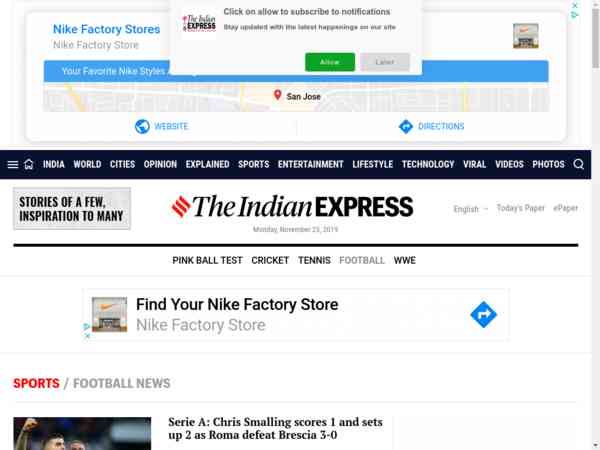 Nike Factory Stores
Nike Factory Store
The Indian EXPRESS
Click on allow to subscribe to notifications
Stay updated with the latest happenings on our site
Allow
Later
Your Favorite Nike Styles
San Jose
WEBSITE
DIRECTIONS
INDIA WORLD CITIES OPINION EXPLAINED SPORTS ENTERTAINMENT LIFESTYLE TECHNOLOGY VIRAL VIDEOS PHOTOS
STORIES OF A FEW,
INSPIRATION TO MANY
The Indian EXPRESS
English Today's Paper ePaper
Monday, November 25, 2019
PINK BALL TEST CRICKET TENNIS FOOTBALL WWE
Find Your Nike Factory Store
Nike Factory Store
SPORTS / FOOTBALL NEWS
Serie A: Chris Smalling scores 1 and sets
up 2 as Roma defeat Brescia 3-0